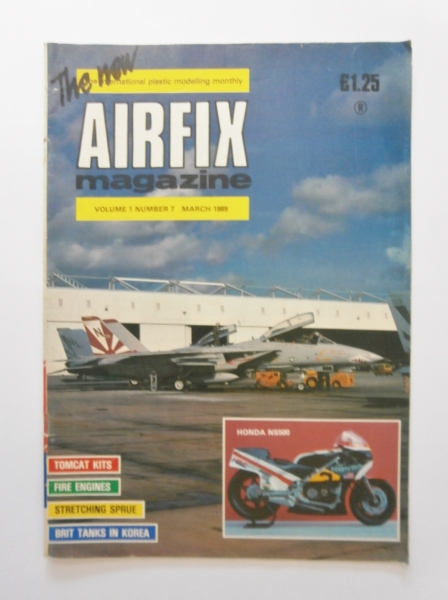 The new
international plastic modelling monthly
£1.25
AIRFIX
magazine
VOLUME 1 NUMBER 7 MARCH 1989
HONDA NS500
TOMCAT KITS
FIRE ENGINES
STRETCHING SPRUE
BRIT TANKS IN KOREA